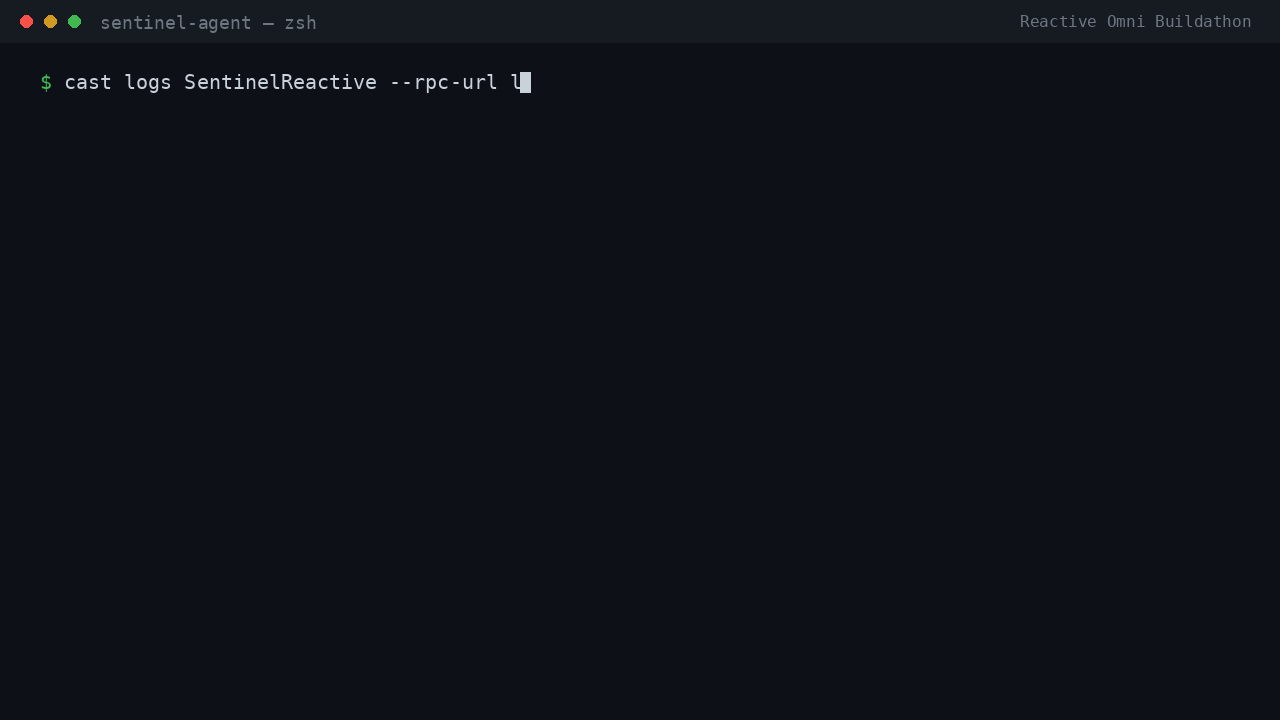 sentinel-agent — zsh
Reactive Omni Buildathon
$ cast logs SentinelReactive --rpc-url l